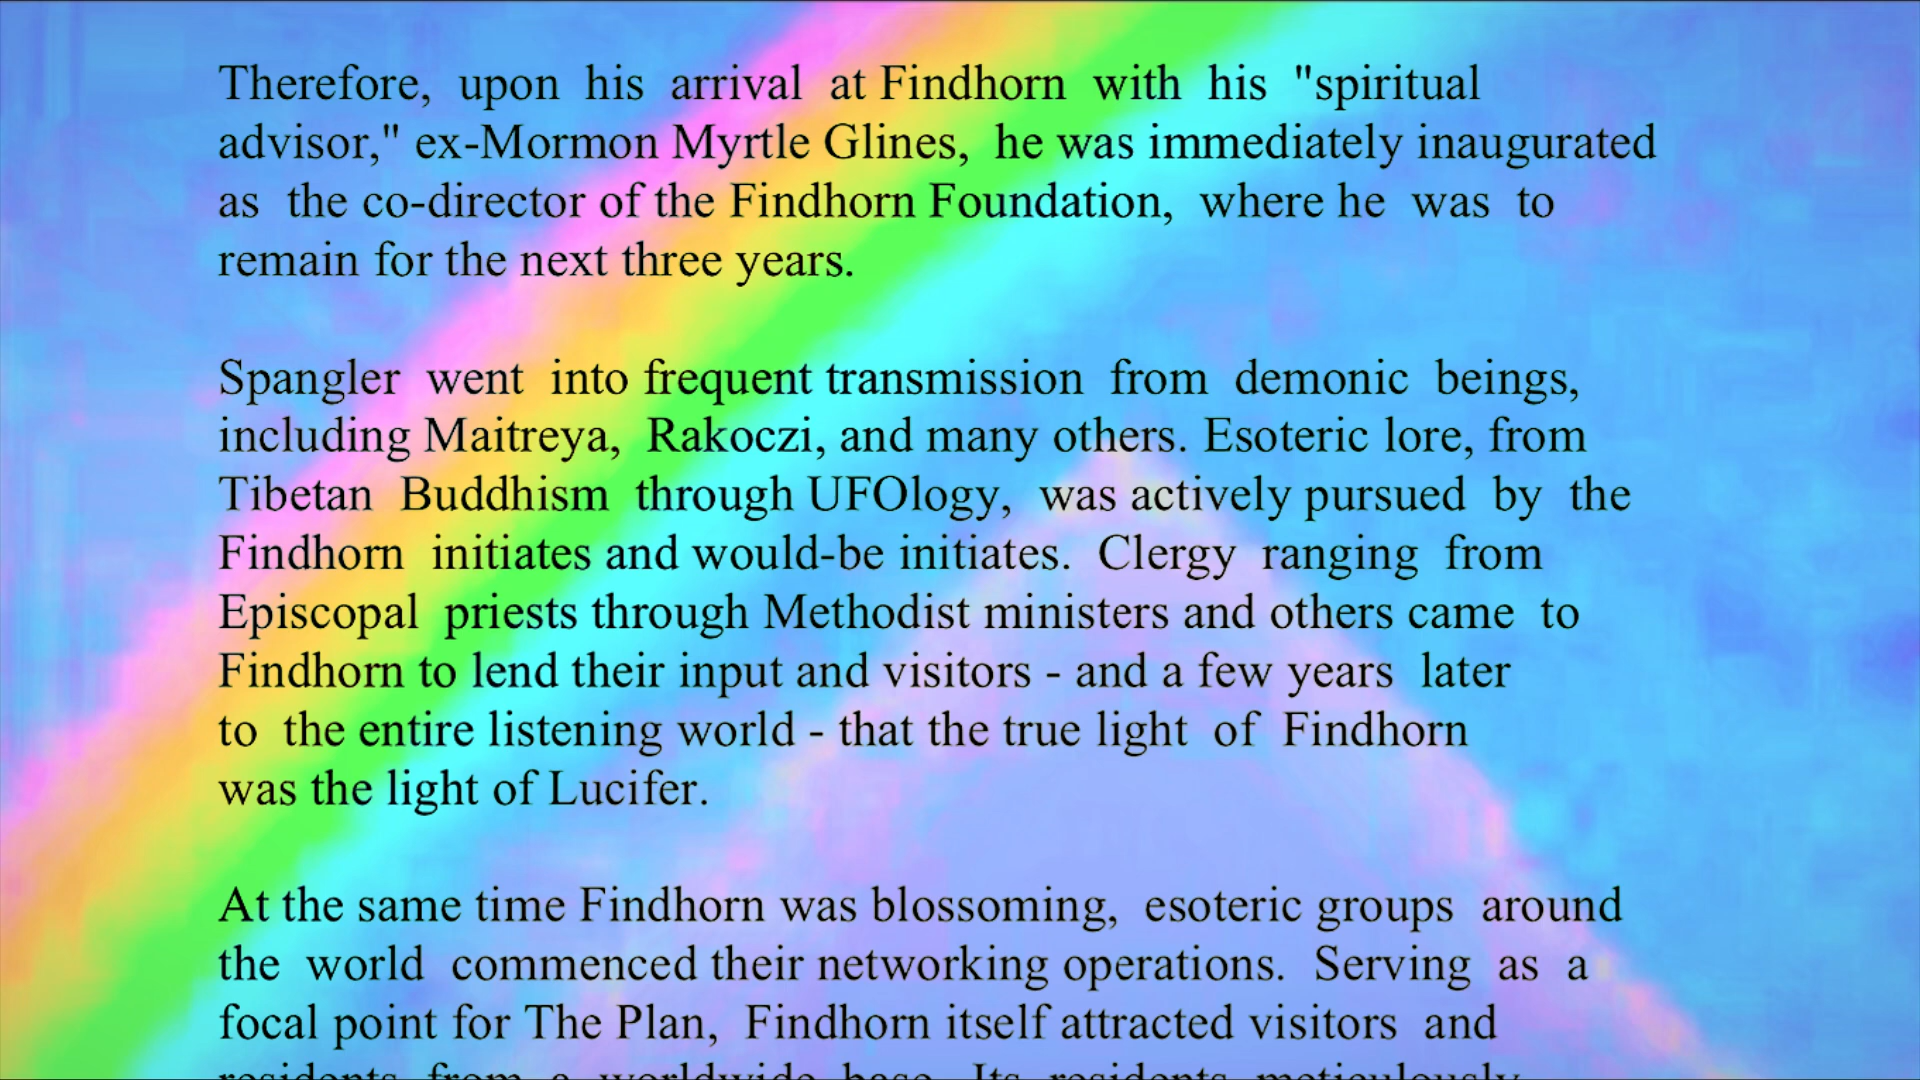 Therefore, upon his arrival at Findhorn with his "spiritual
advisor," ex-Mormon Myrtle Glines, he was immediately inaugurated
as the co-director of the Findhorn Foundation, where he was to
remain for the next three years.
Spangler went into frequent transmission from demonic beings,
including Maitreya, Rakoczi, and many others. Esoteric lore, from
Tibetan Buddhism through UFOlogy, was actively pursued by the
Findhorn initiates and would-be initiates. Clergy ranging from
Episcopal priests through Methodist ministers and others came to
Findhorn to lend their input and visitors - and a few years later
to the entire listening world - that the true light of Findhorn
was the light of Lucifer.
At the same time Findhorn was blossoming, esoteric groups around
the world commenced their networking operations. Serving as a
focal point for The Plan, Findhorn itself attracted visitors and
residents from a worldwide base. Its residents meticulously